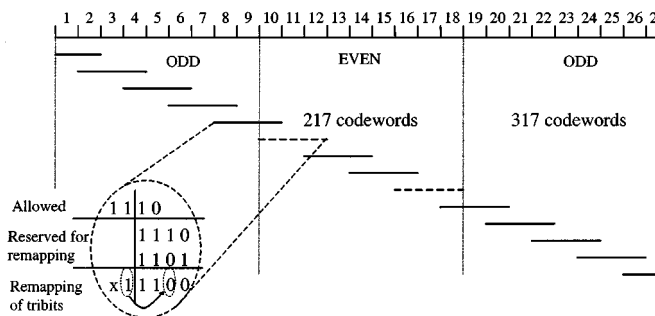 1 2 3 4 5 6 7 8 9 10 11 12 13 14 15 16 17 18 19 20 21 22 23 24 25 26
ODD EVEN ODD
217 codewords 317 codewords
Allowed 1 1 1 0
Reserved for 1 1 1 0
remapping 1 1 0 1
Remapping x 1 1 1 0 0
of tribits